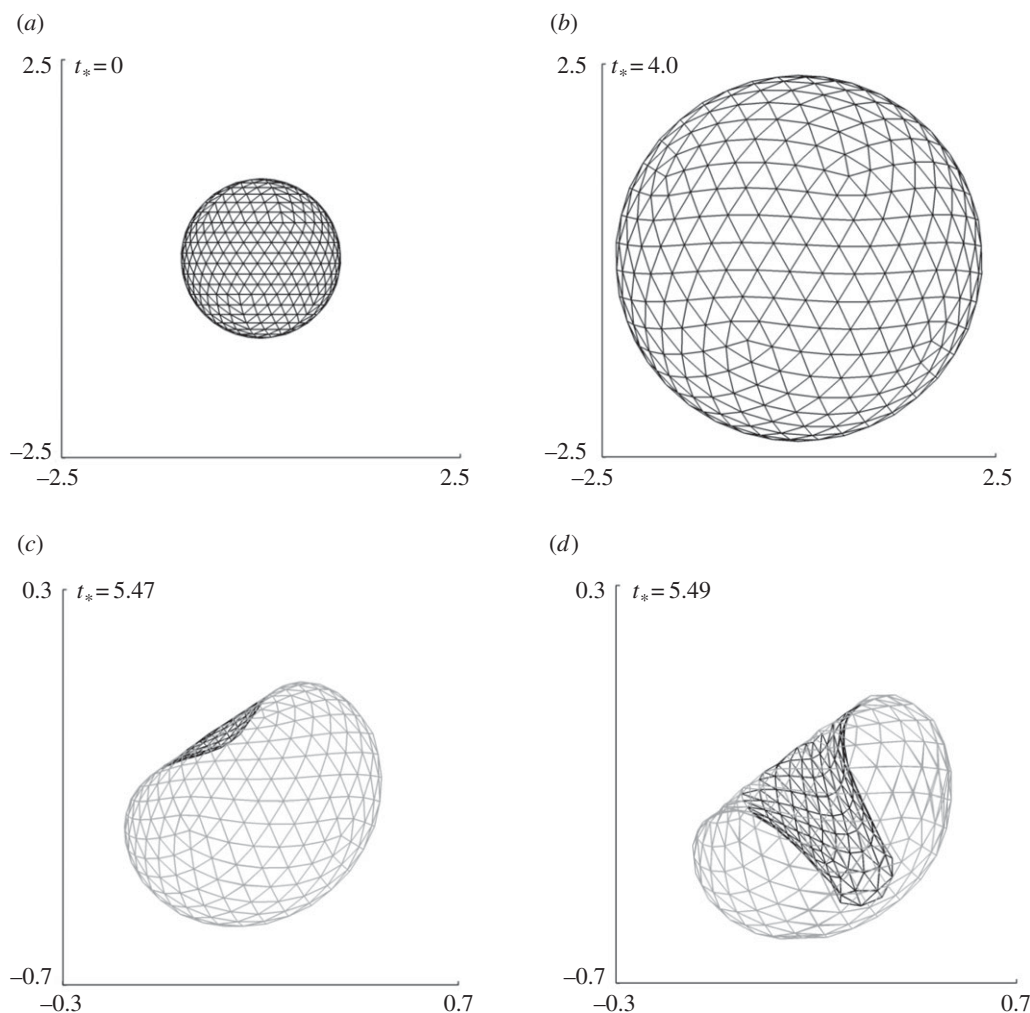 (a)
2.5 t* = 0
–2.5
–2.5 2.5
(b)
2.5 t* = 4.0
–2.5
–2.5 2.5
(c)
0.3 t* = 5.47
–0.7
–0.3 0.7
(d)
0.3 t* = 5.49
–0.7
–0.3 0.7